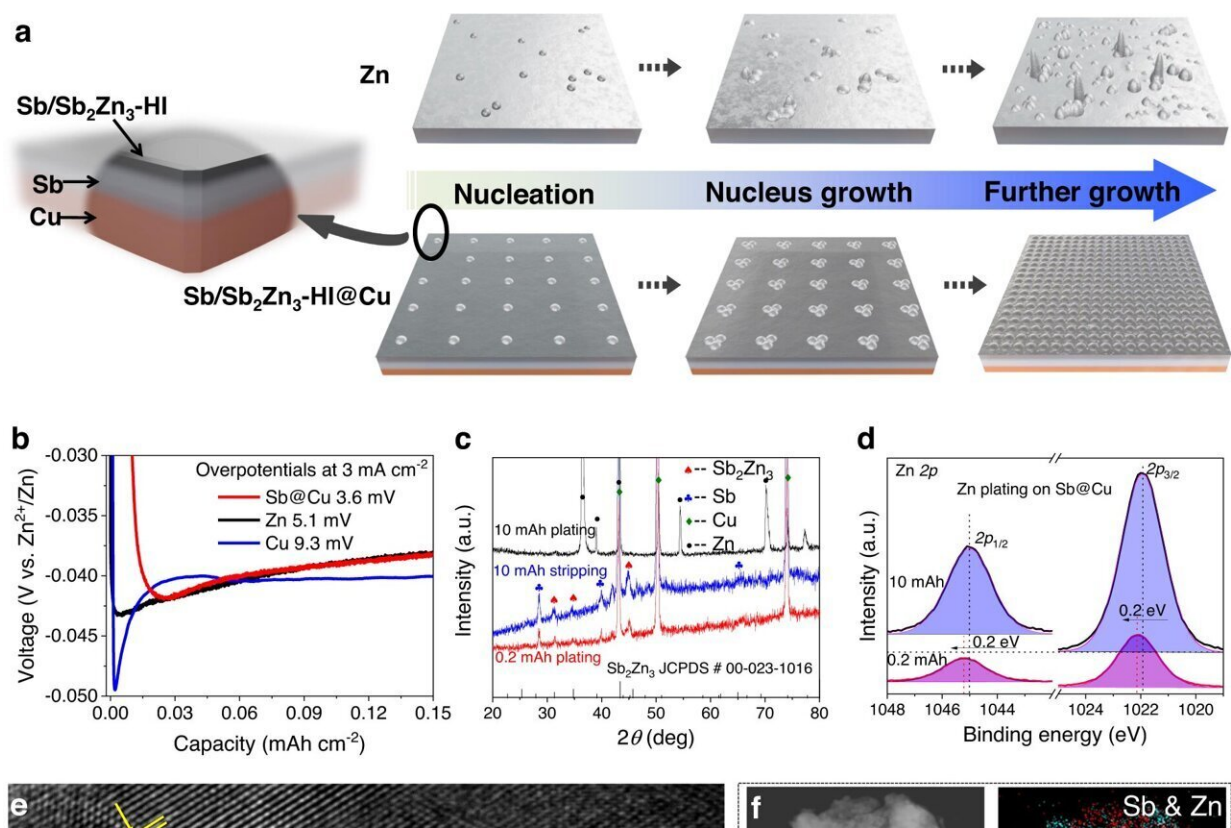 a
Zn
Sb/Sb₂Zn₃-HI
Sb
Cu
Nucleation
Nucleus growth
Further growth
Sb/Sb₂Zn₃-HI@Cu
b
-0.030
-0.035
-0.040
-0.045
-0.050
Voltage (V vs. Zn²⁺/Zn)
Overpotentials at 3 mA cm⁻²
Sb@Cu 3.6 mV
Zn 5.1 mV
Cu 9.3 mV
0.00 0.03 0.06 0.09 0.12 0.15
Capacity (mAh cm⁻²)
c
Intensity (a.u.)
Sb₂Zn₃
Sb
Cu
Zn
10 mAh plating
10 mAh stripping
0.2 mAh plating
Sb₂Zn₃ JCPDS # 00-023-1016
20 30 40 50 60 70 80
2θ (deg)
d
Intensity (a.u.)
Zn 2p
2p₃/₂
Zn plating on Sb@Cu
2p₁/₂
10 mAh
0.2 eV
0.2 eV
0.2 mAh
1048 1046 1044 1024 1022 1020
Binding energy (eV)
e
f
Sb & Zn